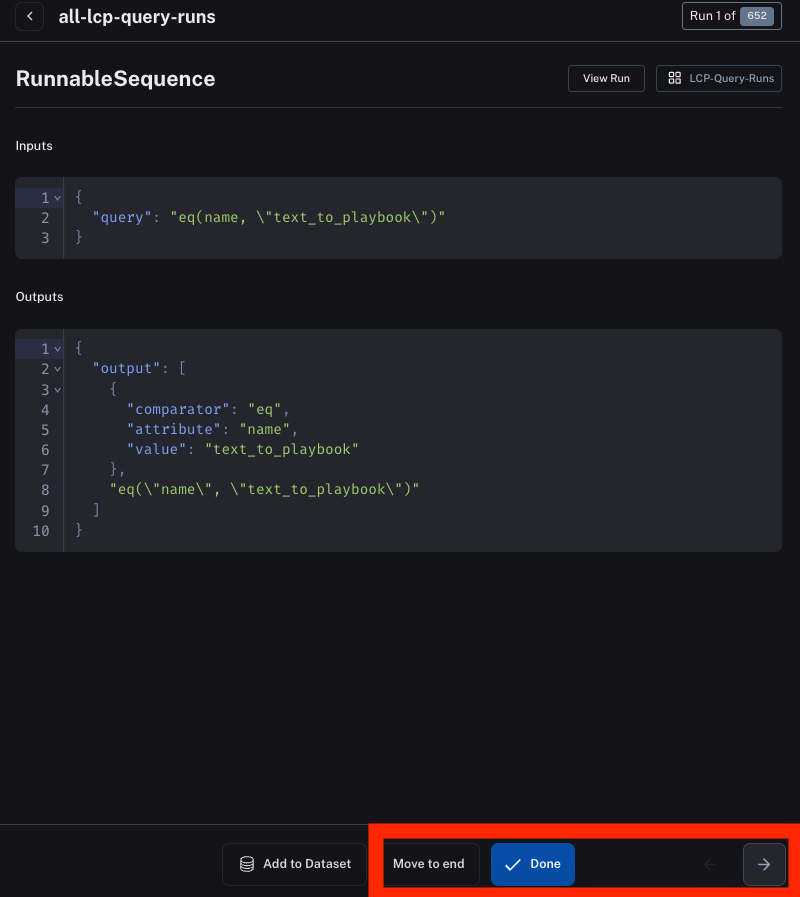 all-lcp-query-runs
Run 1 of 652
RunnableSequence
View Run
LCP-Query-Runs
Inputs
1 {
2   "query": "eq(name, \"text_to_playbook\")"
3 }
Outputs
1 {
2   "output": [
3     {
4       "comparator": "eq",
5       "attribute": "name",
6       "value": "text_to_playbook"
7     },
8     "eq(\"name\", \"text_to_playbook\")"
9   ]
10 }
Add to Dataset
Move to end
Done